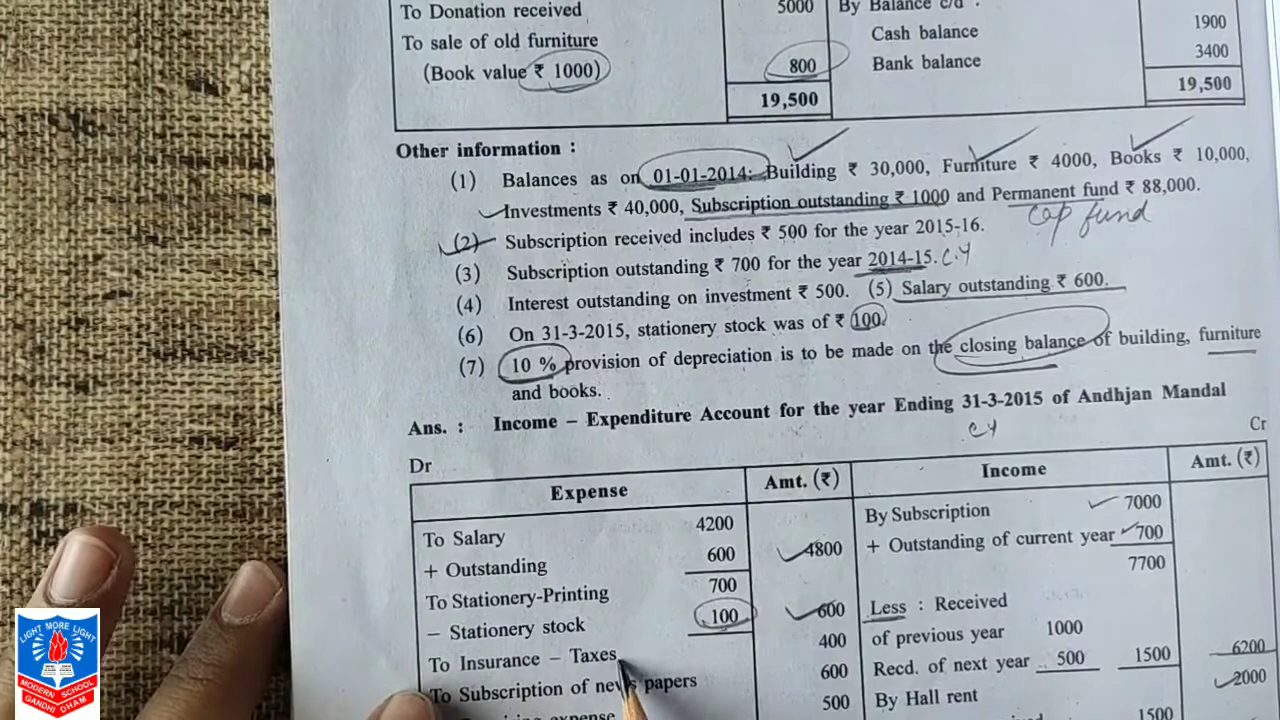 To Donation received 5000 By Balance c/d :
To sale of old furniture Cash balance 1900
(Book value ₹ 1000) 800 Bank balance 3400
19,500 19,500
Other information :
(1) Balances as on 01-01-2014: Building ₹ 30,000, Furniture ₹ 4000, Books ₹ 10,000,
Investments ₹ 40,000, Subscription outstanding ₹ 1000 and Permanent fund ₹ 88,000.
Cap fund
(2) Subscription received includes ₹ 500 for the year 2015-16.
(3) Subscription outstanding ₹ 700 for the year 2014-15. C.Y
(4) Interest outstanding on investment ₹ 500. (5) Salary outstanding ₹ 600.
(6) On 31-3-2015, stationery stock was of ₹ 100.
(7) 10 % provision of depreciation is to be made on the closing balance of building, furniture
and books.
Ans. : Income – Expenditure Account for the year Ending 31-3-2015 of Andhjan Mandal
CY
Dr Cr
Expense Amt. (₹) Income Amt. (₹)
To Salary 4200 By Subscription 7000
+ Outstanding 600 4800 + Outstanding of current year 700
To Stationery-Printing 700 7700
– Stationery stock 100 600 Less : Received
To Insurance – Taxes 400 of previous year 1000
To Subscription of news papers 600 Recd. of next year 500 1500 6200
expense 500 By Hall rent 2000
1500
LIGHT MORE LIGHT
MODERN SCHOOL
GANDHIDHAM